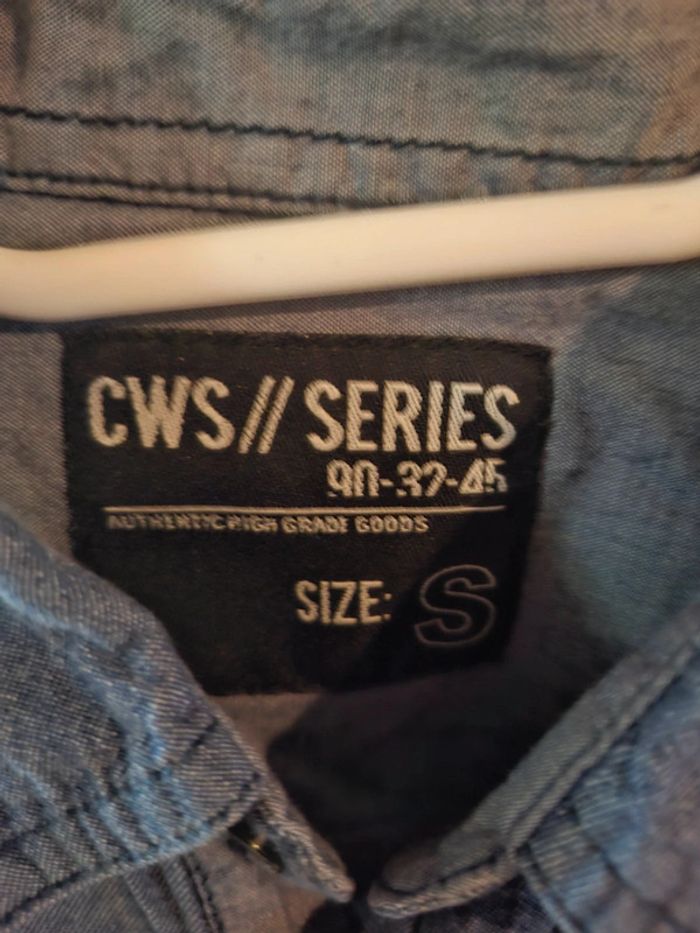 CWS// SERIES
90-32-45
AUTHENTIC HIGH GRADE GOODS
SIZE: S